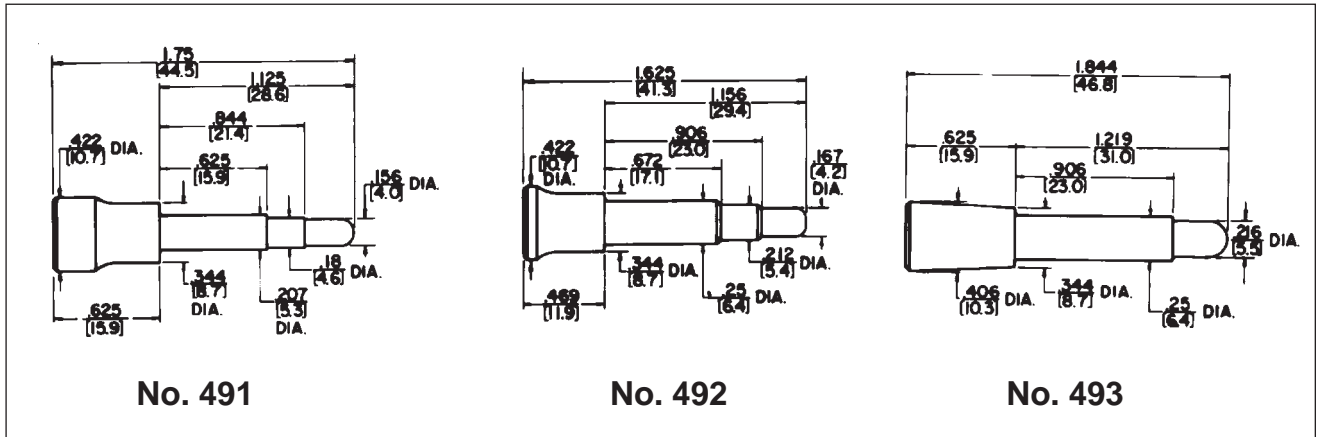 1.75
[44.5]
1.125
[28.6]
.844
[21.4]
.422
[10.7] DIA.
.625
[15.9]
.156
[4.0] DIA.
.344
[8.7]
DIA.
.18
[4.6] DIA.
.207
[5.3]
DIA.
.625
[15.9]
No. 491
1.625
[41.3]
1.156
[29.4]
.906
[23.0]
.422
[10.7]
DIA.
.672
[17.1]
.167
[4.2]
DIA.
.212
[5.4] DIA.
.344
[8.7] DIA.
.25
[6.4] DIA.
.469
[11.9]
No. 492
1.844
[46.8]
.625
[15.9]
1.219
[31.0]
.906
[23.0]
.216
[5.5] DIA.
.406
[10.3] DIA.
.344
[8.7] DIA.
.25
[6.4] DIA.
No. 493